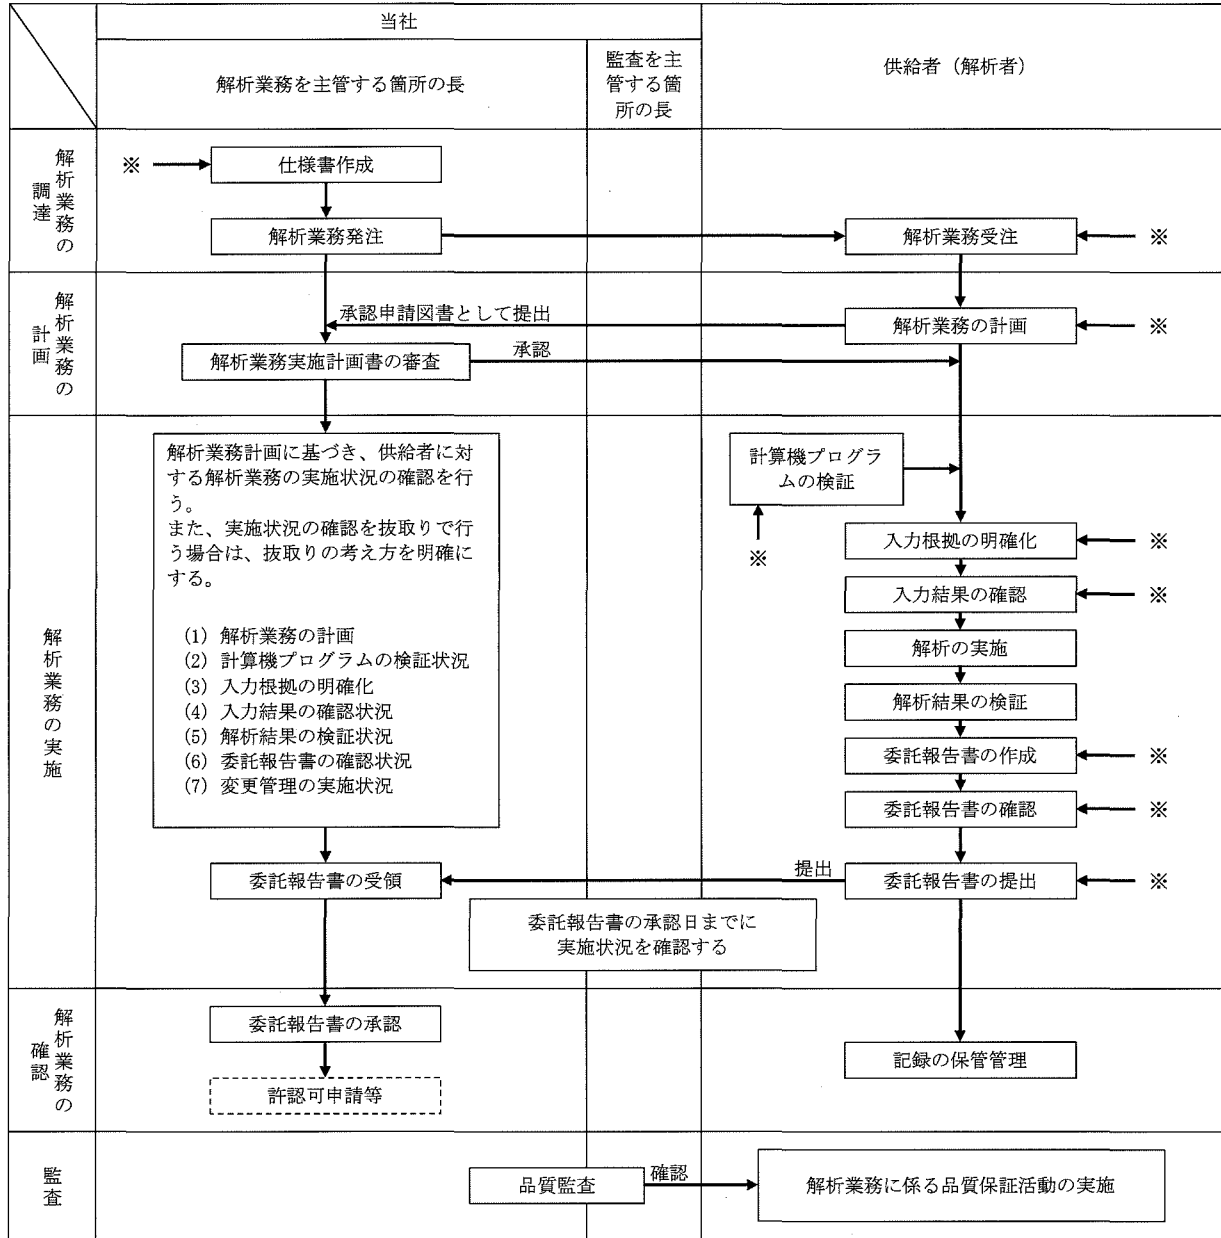 当社
解析業務を主管する箇所の長
監査を主
管する箇
所の長
供給者（解析者）
解析業務の
調達
※
仕様書作成
解析業務発注
解析業務受注
※
解析業務の
計画
承認申請図書として提出
解析業務の計画
※
解析業務実施計画書の審査
承認
解析業務の実施
解析業務計画に基づき、供給者に対
する解析業務の実施状況の確認を行
う。
また、実施状況の確認を抜取りで行
う場合は、抜取りの考え方を明確に
する。
(1) 解析業務の計画
(2) 計算機プログラムの検証状況
(3) 入力根拠の明確化
(4) 入力結果の確認状況
(5) 解析結果の検証状況
(6) 委託報告書の確認状況
(7) 変更管理の実施状況
計算機プログラ
ムの検証
※
入力根拠の明確化
※
入力結果の確認
※
解析の実施
解析結果の検証
委託報告書の作成
※
委託報告書の確認
※
委託報告書の受領
提出
委託報告書の提出
※
委託報告書の承認日までに
実施状況を確認する
解析業務の
確認
委託報告書の承認
許認可申請等
記録の保管管理
監査
品質監査
確認
解析業務に係る品質保証活動の実施